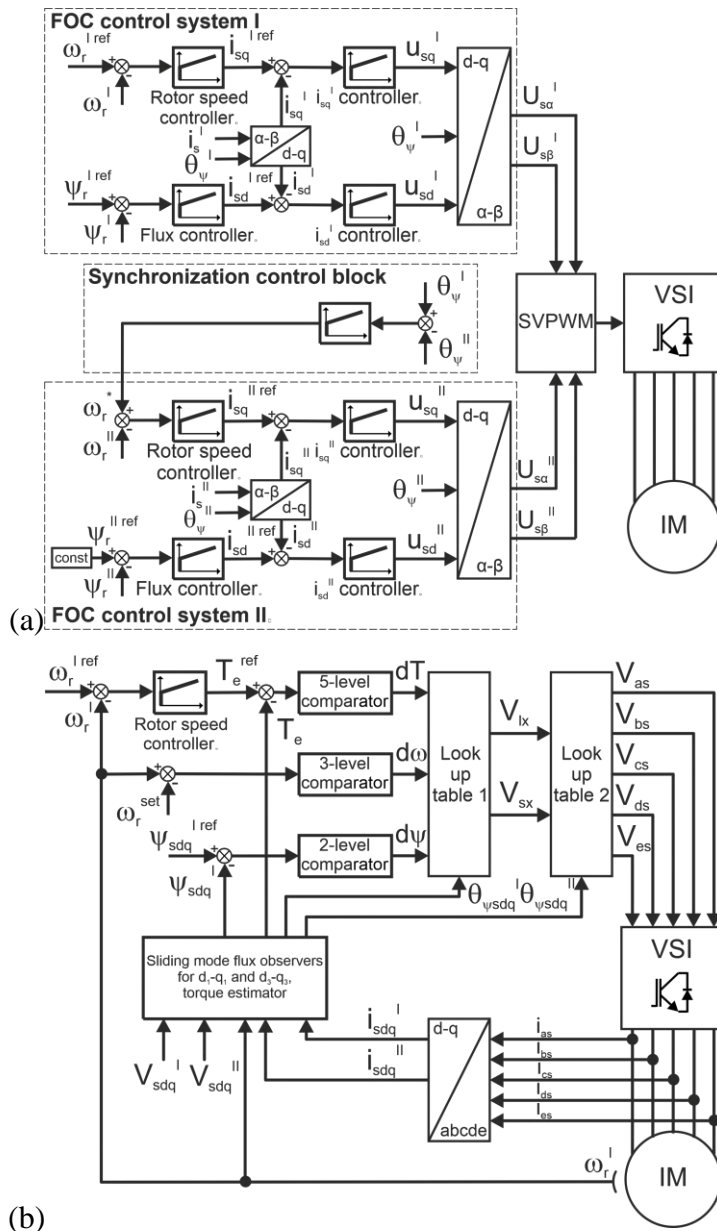 FOC control system I
ω_r^I ref
ω_r^I
Rotor speed controller
i_sq^I ref
i_sq^I
i_sq^I controller
u_sq^I
d-q
U_sα^I
i_s^I
θ_ψ^I
α-β
d-q
i_sd^I
θ_ψ^I
U_sβ^I
ψ_r^I ref
ψ_r^I
Flux controller
i_sd^I ref
i_sd^I controller
u_sd^I
α-β
Synchronization control block
θ_ψ^I
θ_ψ^II
SVPWM
VSI
IM
ω_r^*
ω_r^II
Rotor speed controller
i_sq^II ref
i_sq^II
i_sq^II controller
u_sq^II
d-q
i_s^II
θ_ψ^II
α-β
d-q
i_sd^II
θ_ψ^II
U_sα^II
U_sβ^II
const
ψ_r^II ref
ψ_r^II
Flux controller
i_sd^II ref
i_sd^II controller
u_sd^II
α-β
FOC control system II
(a)
ω_r^I ref
ω_r^I
Rotor speed controller
T_e^ref
T_e
5-level comparator
dT
Look up table 1
V_lx
V_sx
Look up table 2
V_as
V_bs
V_cs
V_ds
V_es
ω_r^set
3-level comparator
dω
ψ_sdq^I ref
ψ_sdq^I
2-level comparator
dψ
θ_ψsdq^I θ_ψsdq^II
Sliding mode flux observers
for d₁-q₁ and d₃-q₃,
torque estimator
VSI
V_sdq^I
V_sdq^II
i_sdq^I
i_sdq^II
d-q
abcde
i_as
i_bs
i_cs
i_ds
i_es
ω_r^I
IM
(b)